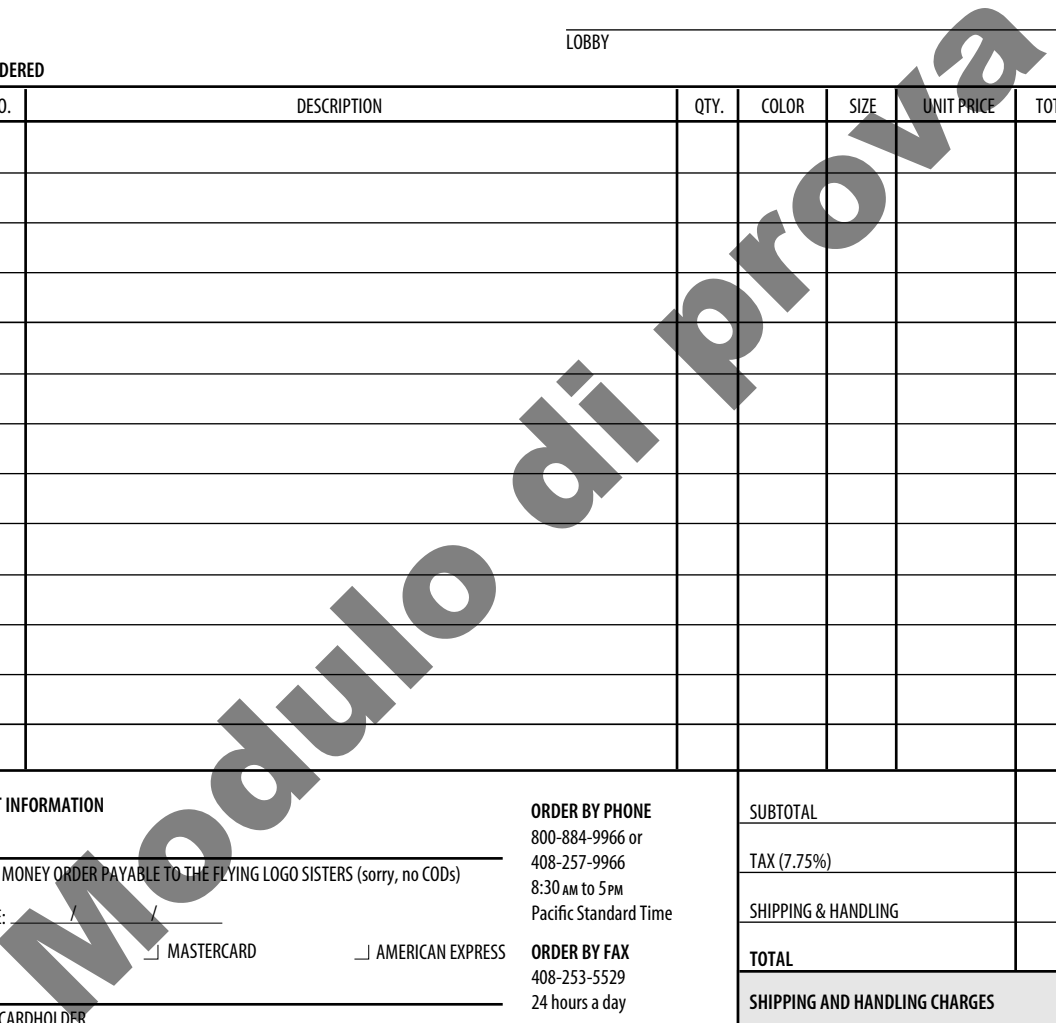 LOBBY
DERED
O. DESCRIPTION QTY. COLOR SIZE UNIT PRICE TOT
Modulo di prova
T INFORMATION
MONEY ORDER PAYABLE TO THE FLYING LOGO SISTERS (sorry, no CODs)
E: / /
MASTERCARD AMERICAN EXPRESS
CARDHOLDER
ORDER BY PHONE
800-884-9966 or
408-257-9966
8:30 AM to 5 PM
Pacific Standard Time
ORDER BY FAX
408-253-5529
24 hours a day
SUBTOTAL
TAX (7.75%)
SHIPPING & HANDLING
TOTAL
SHIPPING AND HANDLING CHARGES